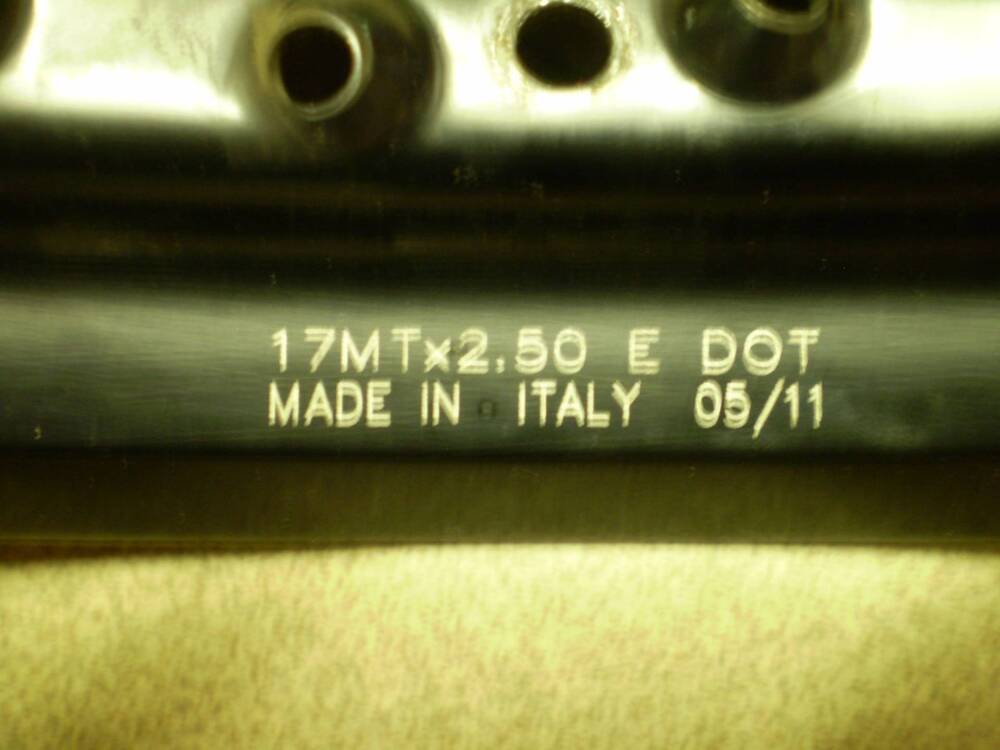 17MTx2.50 E DOT
MADE IN ITALY 05/11